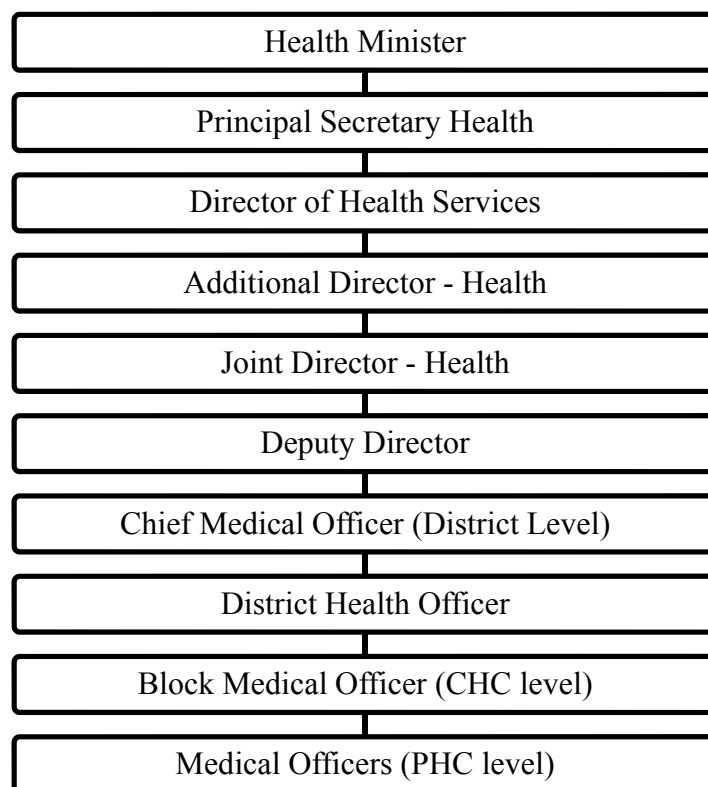 Health Minister
Principal Secretary Health
Director of Health Services
Additional Director - Health
Joint Director - Health
Deputy Director
Chief Medical Officer (District Level)
District Health Officer
Block Medical Officer (CHC level)
Medical Officers (PHC level)